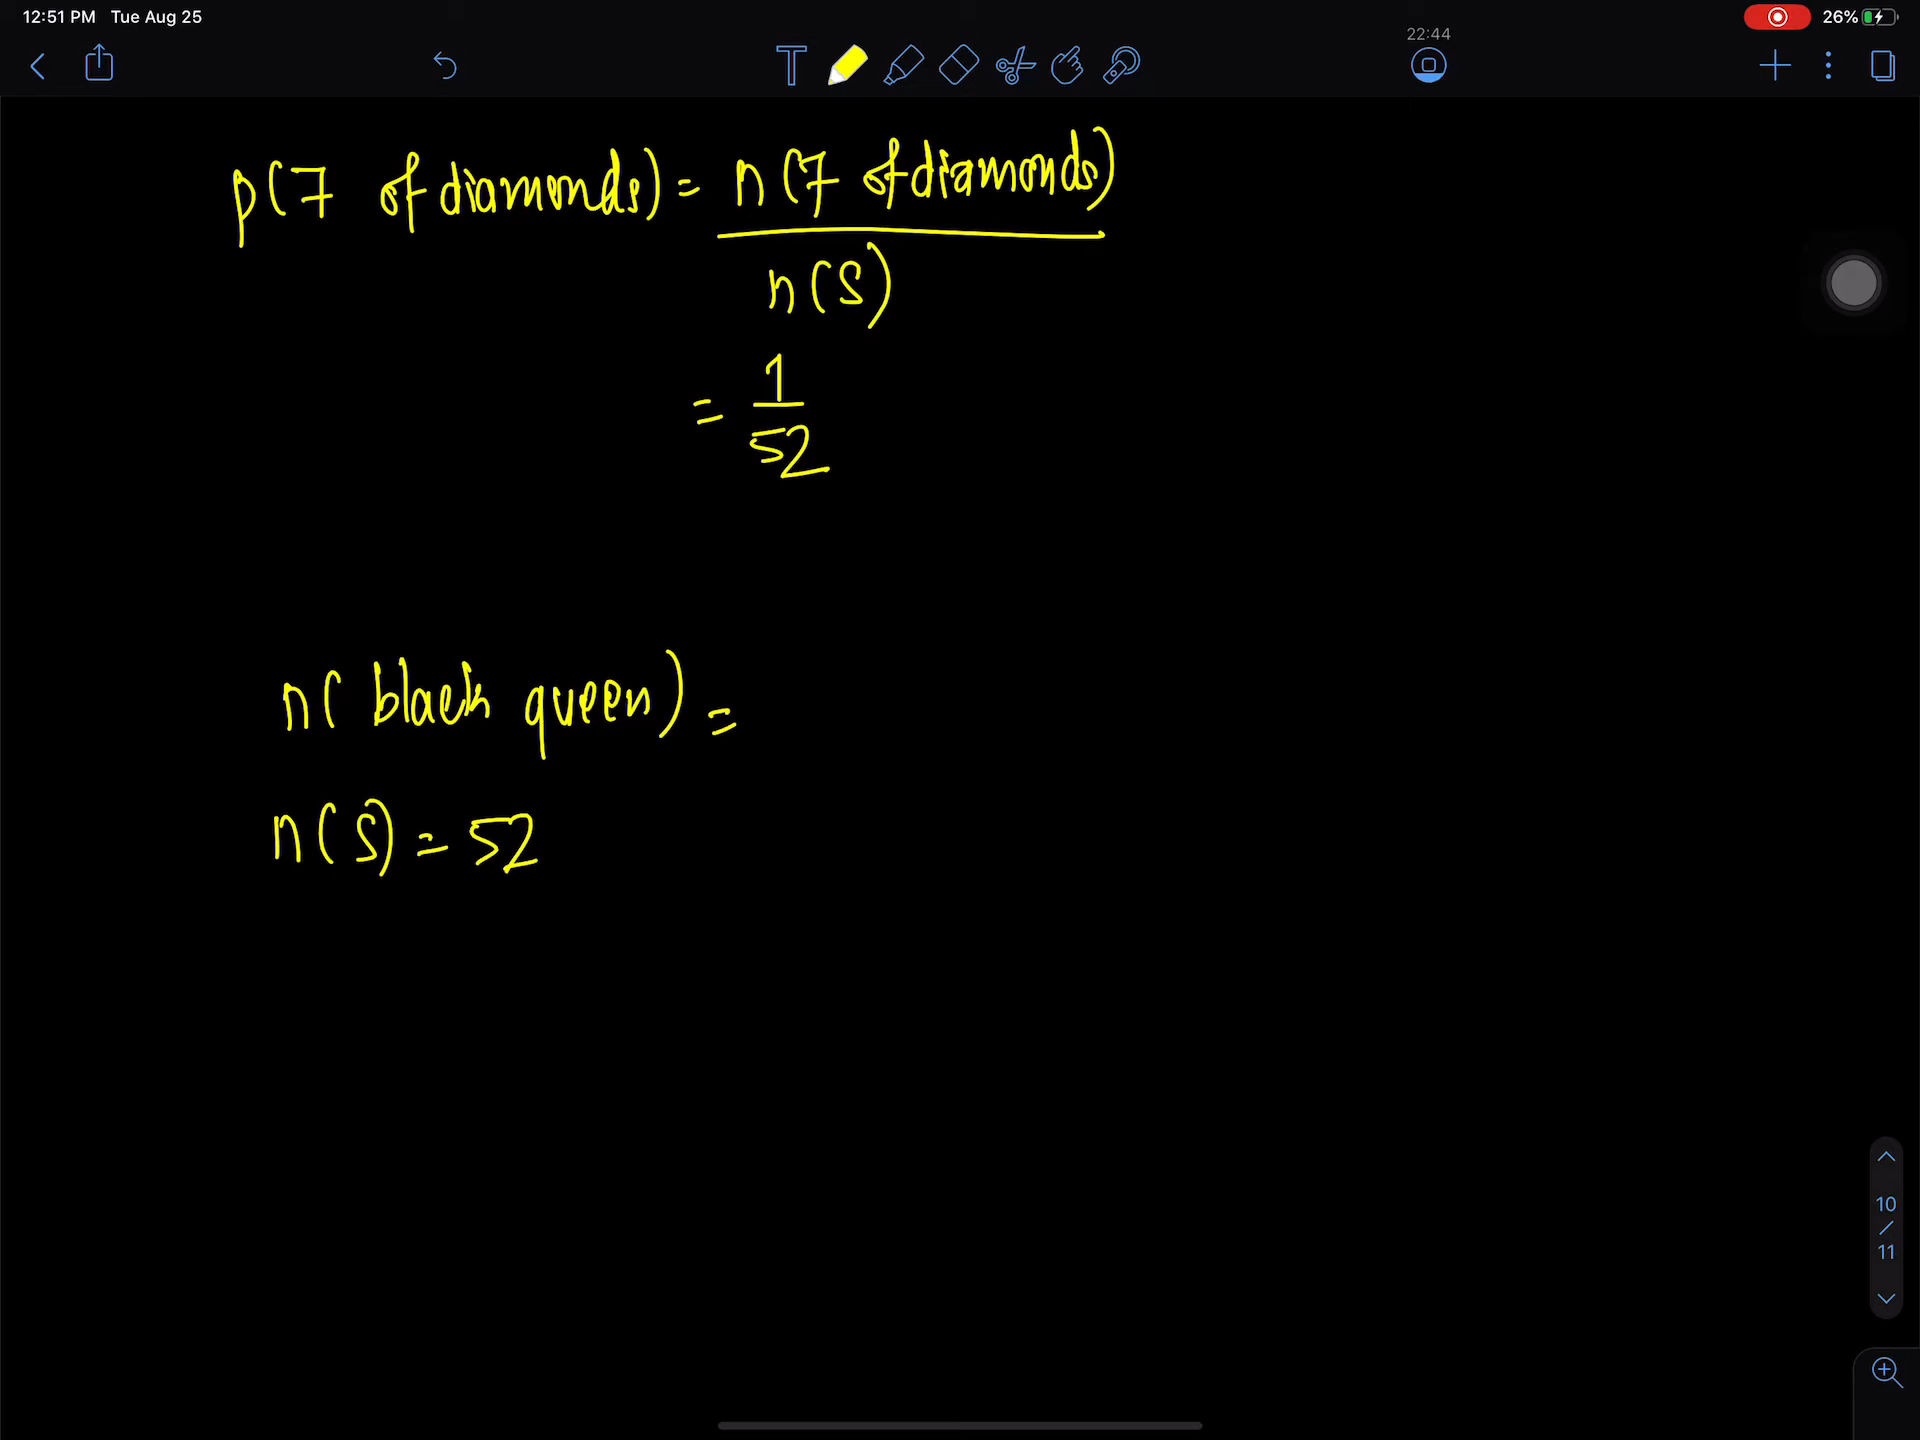 12:51 PM Tue Aug 25
26%
22:44
T
p(7 of diamonds) = n(7 of diamonds)
n(S)
= 1
52
n( black queen) =
n(S) = 52
10
/
11